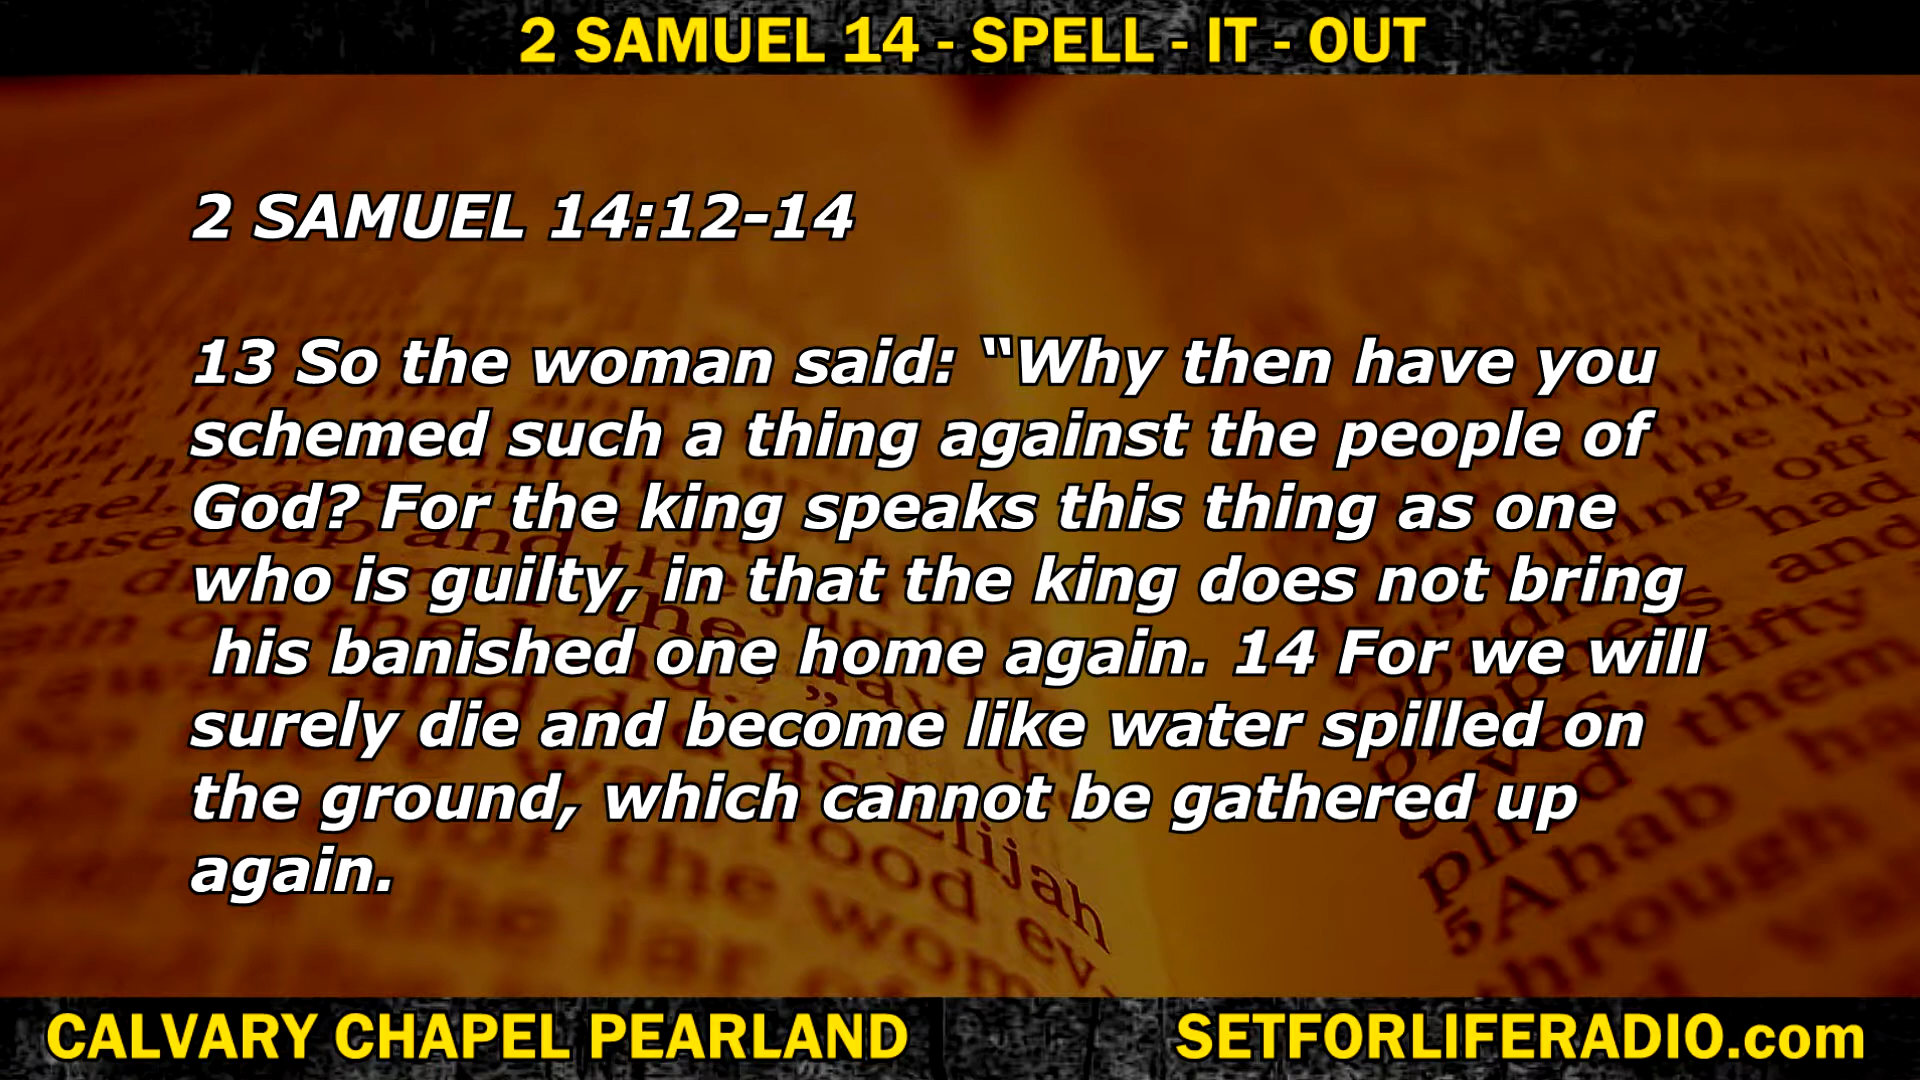 2 SAMUEL 14 - SPELL - IT - OUT
2 SAMUEL 14:12-14
13 So the woman said: “Why then have you
schemed such a thing against the people of
God? For the king speaks this thing as one
who is guilty, in that the king does not bring
his banished one home again. 14 For we will
surely die and become like water spilled on
the ground, which cannot be gathered up
again.
CALVARY CHAPEL PEARLAND
SETFORLIFERADIO.com